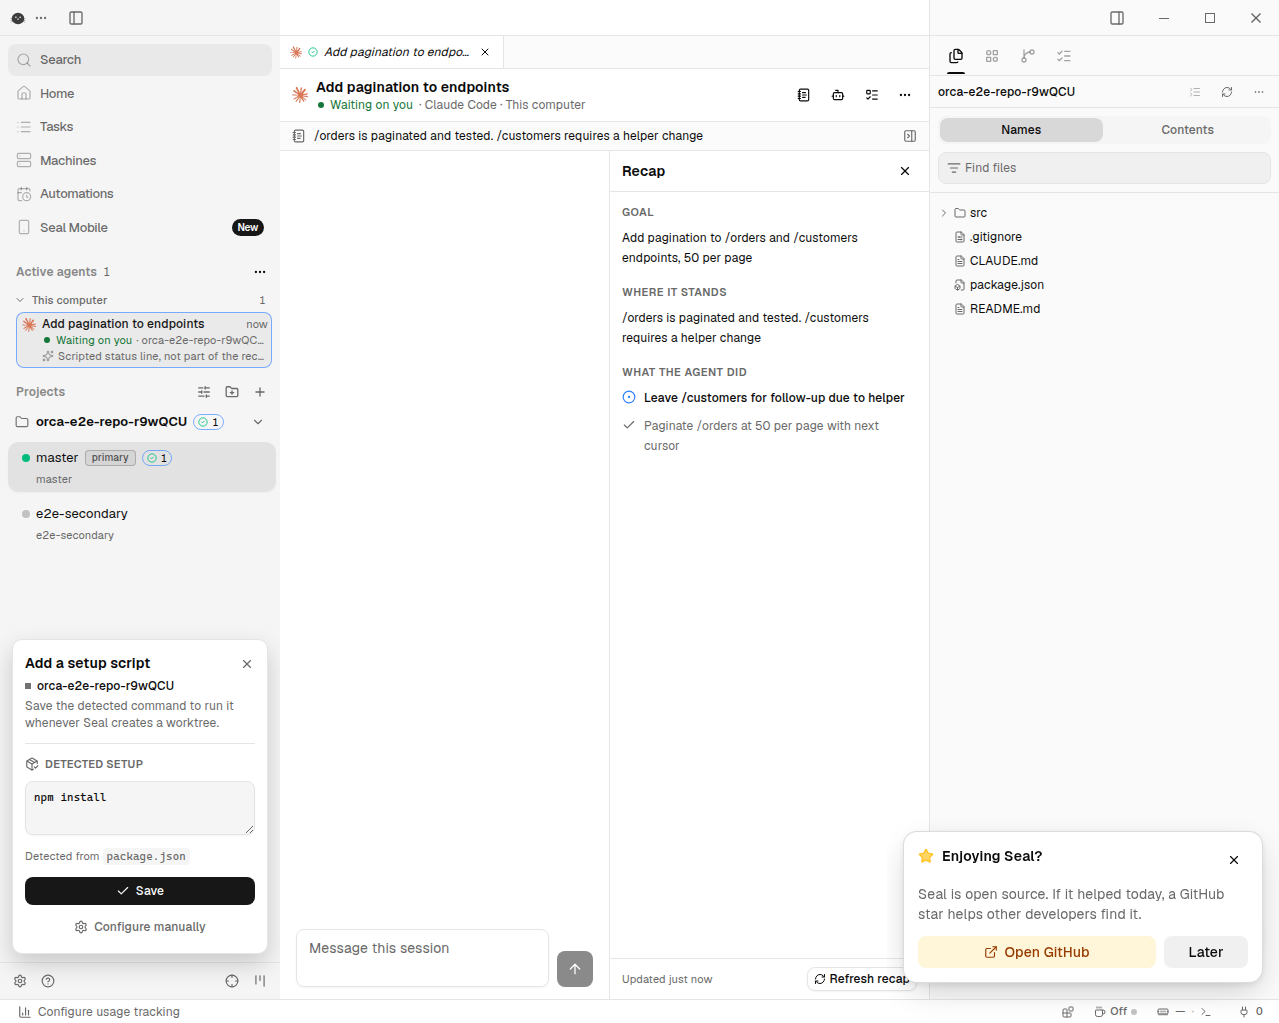 Search
Home
Tasks
Machines
Automations
Seal Mobile
New
Active agents 1
This computer
1
Add pagination to endpoints
now
Waiting on you · orca-e2e-repo-r9wQC...
Scripted status line, not part of the rec...
Projects
orca-e2e-repo-r9wQCU
1
master
primary
1
master
e2e-secondary
e2e-secondary
Add a setup script
orca-e2e-repo-r9wQCU
Save the detected command to run it
whenever Seal creates a worktree.
DETECTED SETUP
npm install
Detected from package.json
Save
Configure manually
Configure usage tracking
Add pagination to endpo...
Add pagination to endpoints
Waiting on you · Claude Code · This computer
/orders is paginated and tested. /customers requires a helper change
Recap
GOAL
Add pagination to /orders and /customers
endpoints, 50 per page
WHERE IT STANDS
/orders is paginated and tested. /customers
requires a helper change
WHAT THE AGENT DID
Leave /customers for follow-up due to helper
Paginate /orders at 50 per page with next
cursor
Message this session
Updated just now
Refresh recap
orca-e2e-repo-r9wQCU
Names
Contents
Find files
src
.gitignore
CLAUDE.md
package.json
README.md
Enjoying Seal?
Seal is open source. If it helped today, a GitHub
star helps other developers find it.
Open GitHub
Later
Off
— ·
0